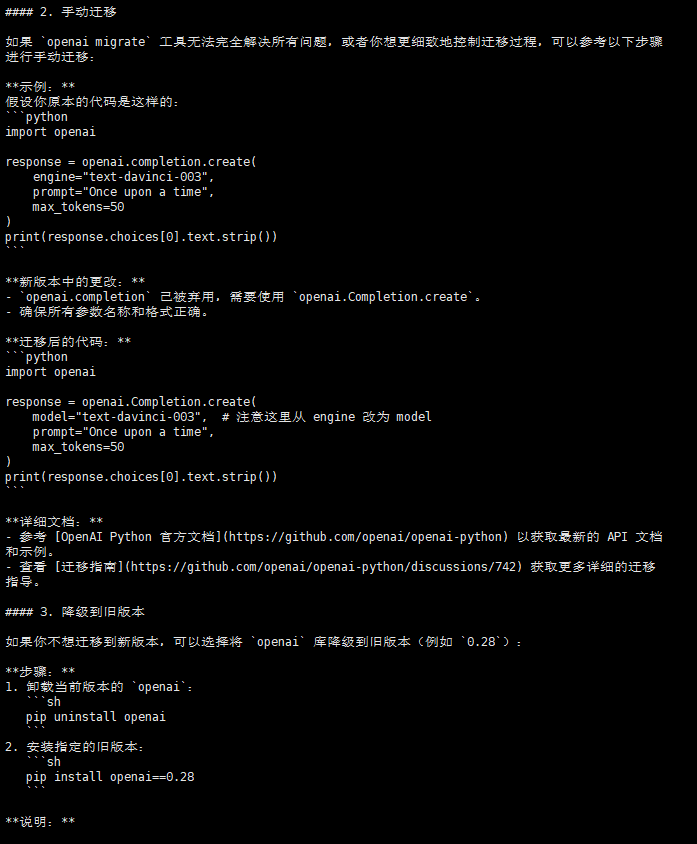 #### 2. 手动迁移
如果 `openai migrate` 工具无法完全解决所有问题，或者你想更细致地控制迁移过程，可以参考以下步骤
进行手动迁移：
**示例：**
假设你原本的代码是这样的：
```python
import openai
response = openai.completion.create(
    engine="text-davinci-003",
    prompt="Once upon a time",
    max_tokens=50
)
print(response.choices[0].text.strip())
```
**新版本中的更改：**
- `openai.completion` 已被弃用，需要使用 `openai.Completion.create`。
- 确保所有参数名称和格式正确。
**迁移后的代码：**
```python
import openai
response = openai.Completion.create(
    model="text-davinci-003",  # 注意这里从 engine 改为 model
    prompt="Once upon a time",
    max_tokens=50
)
print(response.choices[0].text.strip())
```
**详细文档：**
- 参考 [OpenAI Python 官方文档](https://github.com/openai/openai-python) 以获取最新的 API 文档
和示例。
- 查看 [迁移指南](https://github.com/openai/openai-python/discussions/742) 获取更多详细的迁移
指导。
#### 3. 降级到旧版本
如果你不想迁移到新版本，可以选择将 `openai` 库降级到旧版本（例如 `0.28`）：
**步骤：**
1. 卸载当前版本的 `openai`：
   ```sh
   pip uninstall openai
   ```
2. 安装指定的旧版本：
   ```sh
   pip install openai==0.28
   ```
**说明：**